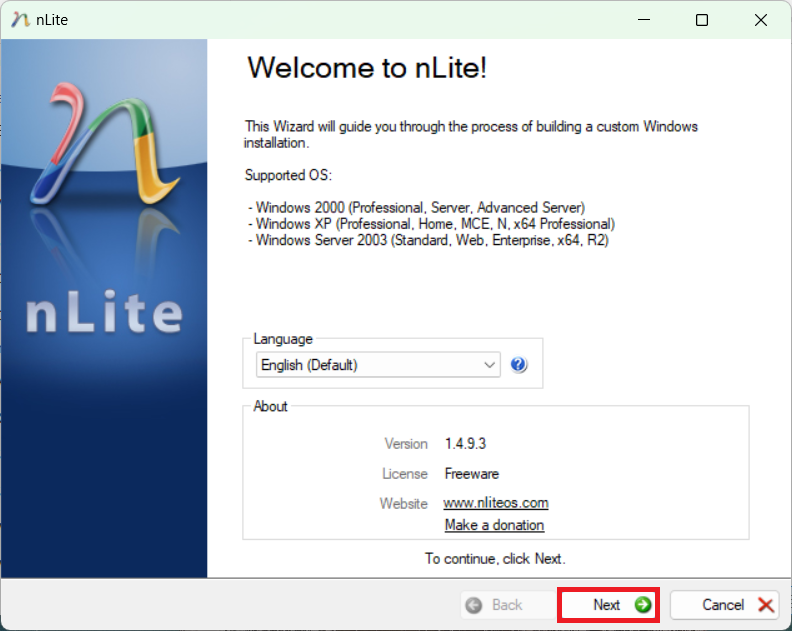 nLite
Welcome to nLite!
This Wizard will guide you through the process of building a custom Windows
installation.
Supported OS:
- Windows 2000 (Professional, Server, Advanced Server)
- Windows XP (Professional, Home, MCE, N, x64 Professional)
- Windows Server 2003 (Standard, Web, Enterprise, x64, R2)
nLite
Language
English (Default)
?
About
Version 1.4.9.3
License Freeware
Website www.nliteos.com
Make a donation
To continue, click Next.
Back Next Cancel